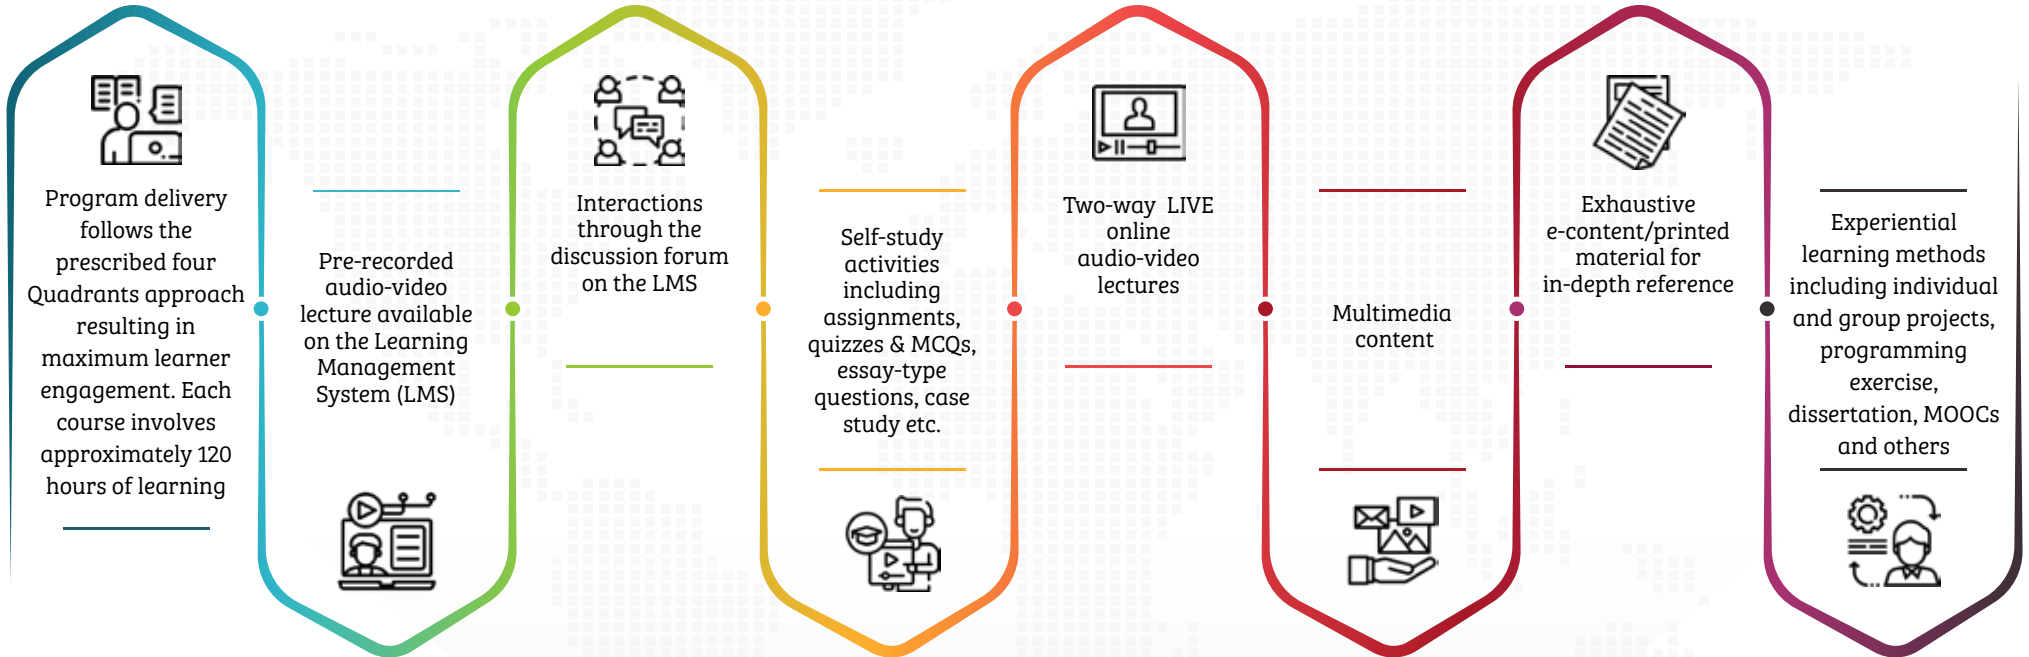 Program delivery
follows the
prescribed four
Quadrants approach
resulting in
maximum learner
engagement. Each
course involves
approximately 120
hours of learning
Pre-recorded
audio-video
lecture available
on the Learning
Management
System (LMS)
Interactions
through the
discussion forum
on the LMS
Self-study
activities
including
assignments,
quizzes & MCQs,
essay-type
questions, case
study etc.
Two-way LIVE
online
audio-video
lectures
Multimedia
content
Exhaustive
e-content/printed
material for
in-depth reference
Experiential
learning methods
including individual
and group projects,
programming
exercise,
dissertation, MOOCs
and others